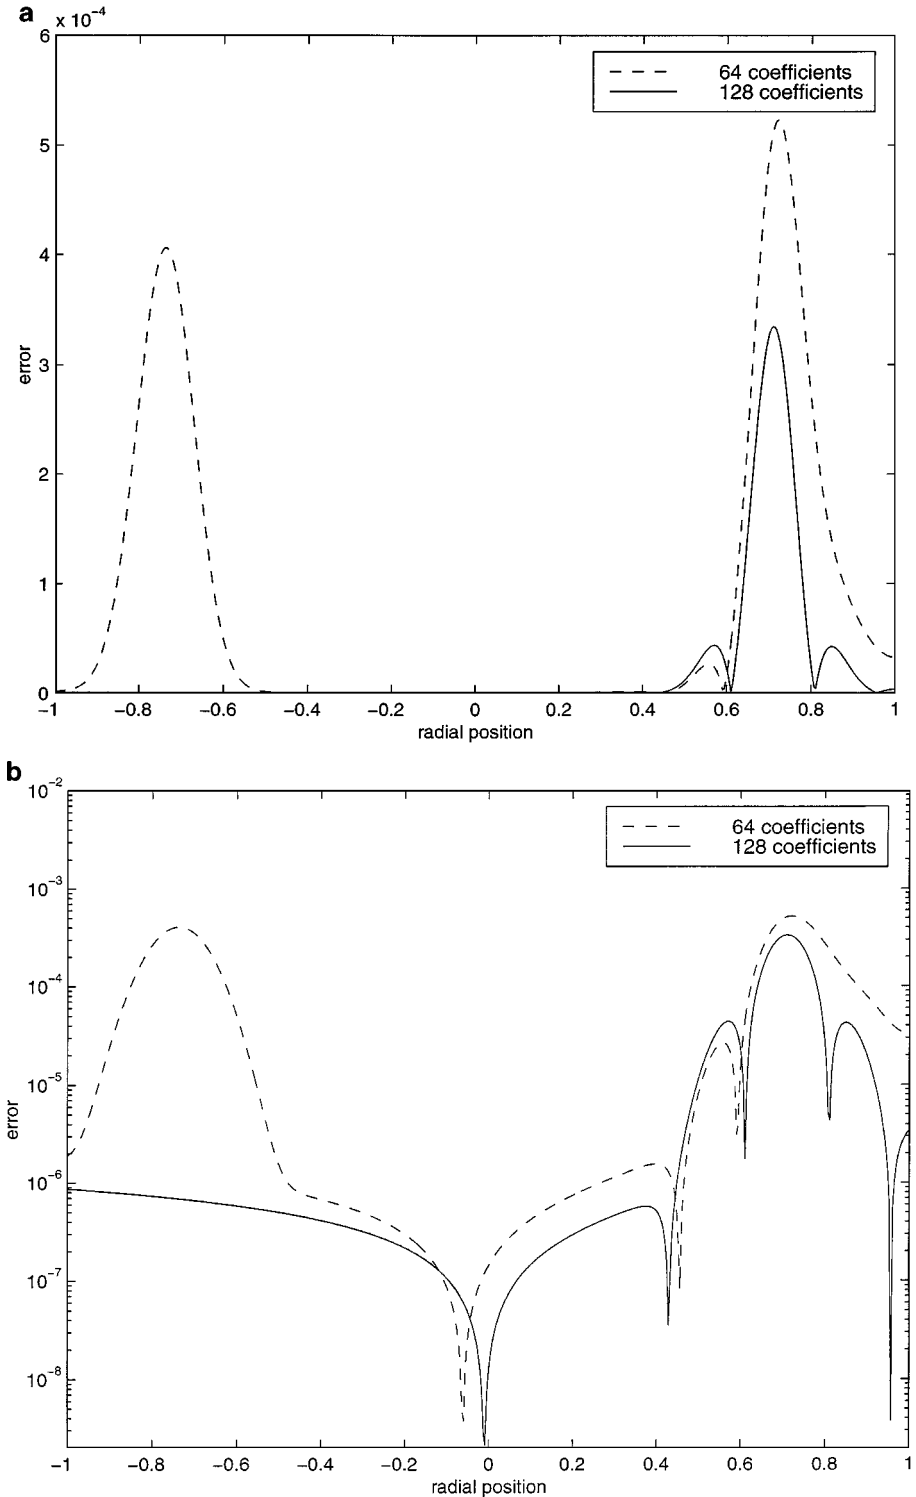 a
x 10⁻⁴
64 coefficients
128 coefficients
6
5
4
3
2
1
0
error
−1 −0.8 −0.6 −0.4 −0.2 0 0.2 0.4 0.6 0.8 1
radial position
b
64 coefficients
128 coefficients
10⁻²
10⁻³
10⁻⁴
10⁻⁵
10⁻⁶
10⁻⁷
10⁻⁸
error
−1 −0.8 −0.6 −0.4 −0.2 0 0.2 0.4 0.6 0.8 1
radial position